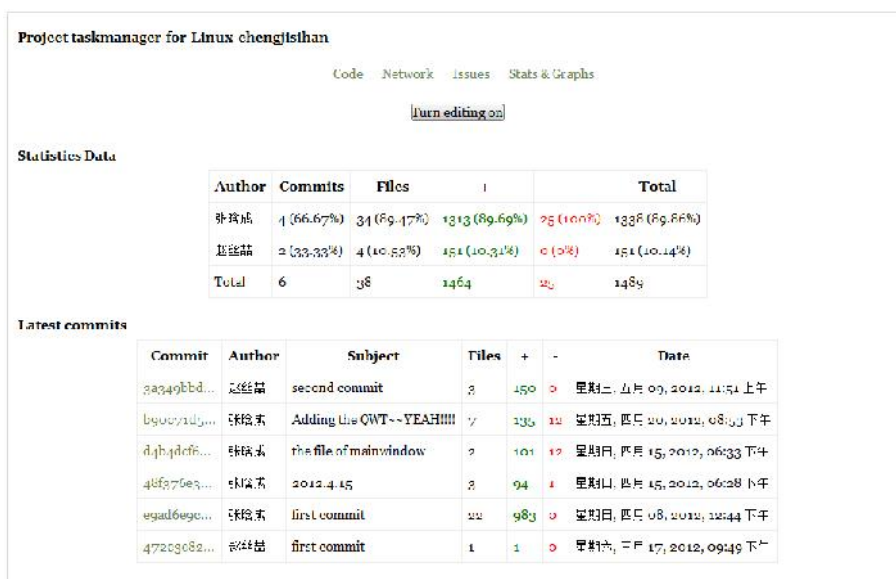 Project taskmanager for Linux-chengjisihan
Code Network Issues Stats & Graphs
Turn editing on
Statistics Data
Author Commits Files + Total
4 (66.67%) 34 (89.47%) 1313 (89.69%) 25 (100%) 1338 (89.86%)
2 (33.33%) 4 (10.53%) 151 (10.31%) 0 (0%) 151 (10.14%)
Total 6 38 1464 25 1489
Latest commits
Commit Author Subject Files + - Date
3a349bbd... second commit 3 150 0 星期三, 五月 09, 2012, 11:51 上午
b90c71d5... Adding the QWT~~YEAH!!!! 7 135 12 星期五, 四月 20, 2012, 08:53 下午
d4b4dcf6... the file of mainwindow 2 101 12 星期日, 四月 15, 2012, 06:33 下午
48f376e3... 2012.4.15 3 94 1 星期日, 四月 15, 2012, 06:28 下午
e9ad6e9c... first commit 22 983 0 星期日, 四月 08, 2012, 12:44 下午
472c3c82... first commit 1 1 0 星期六, 三月 17, 2012, 09:49 下午